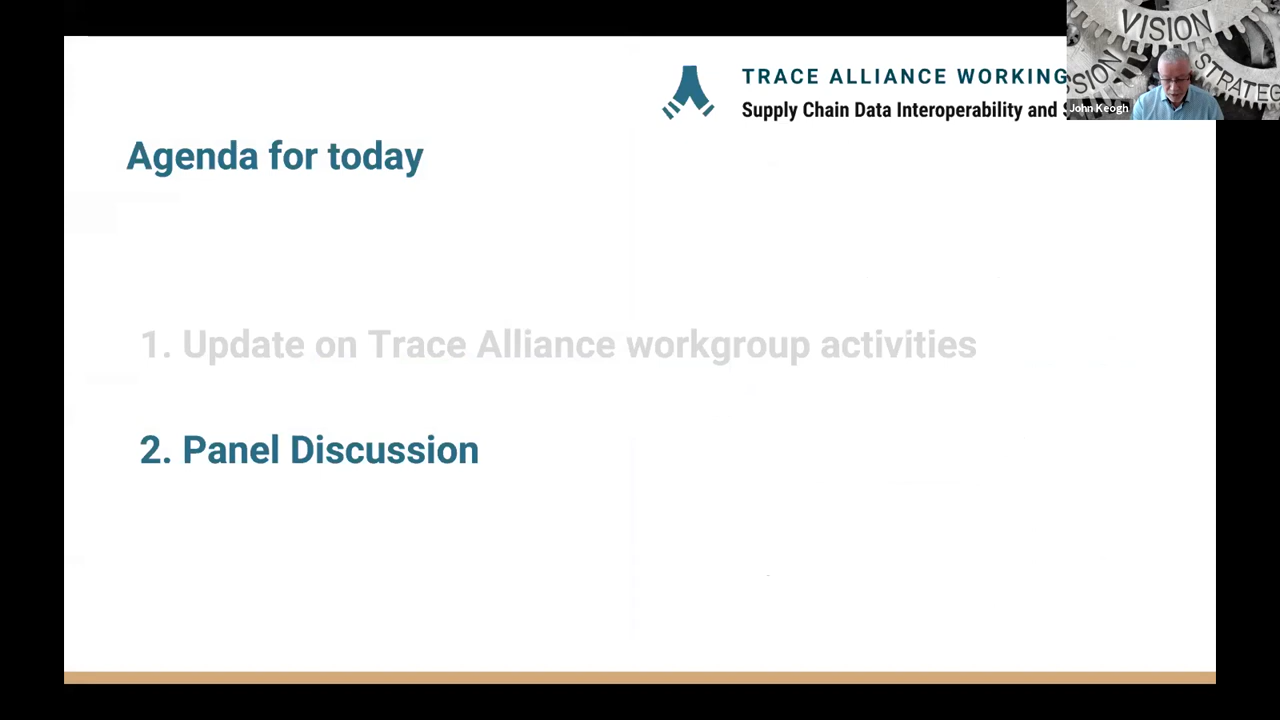 TRACE ALLIANCE WORKING
Supply Chain Data Interoperability and
Agenda for today
1. Update on Trace Alliance workgroup activities
2. Panel Discussion
VISION
STRATEG
SION
John Keogh